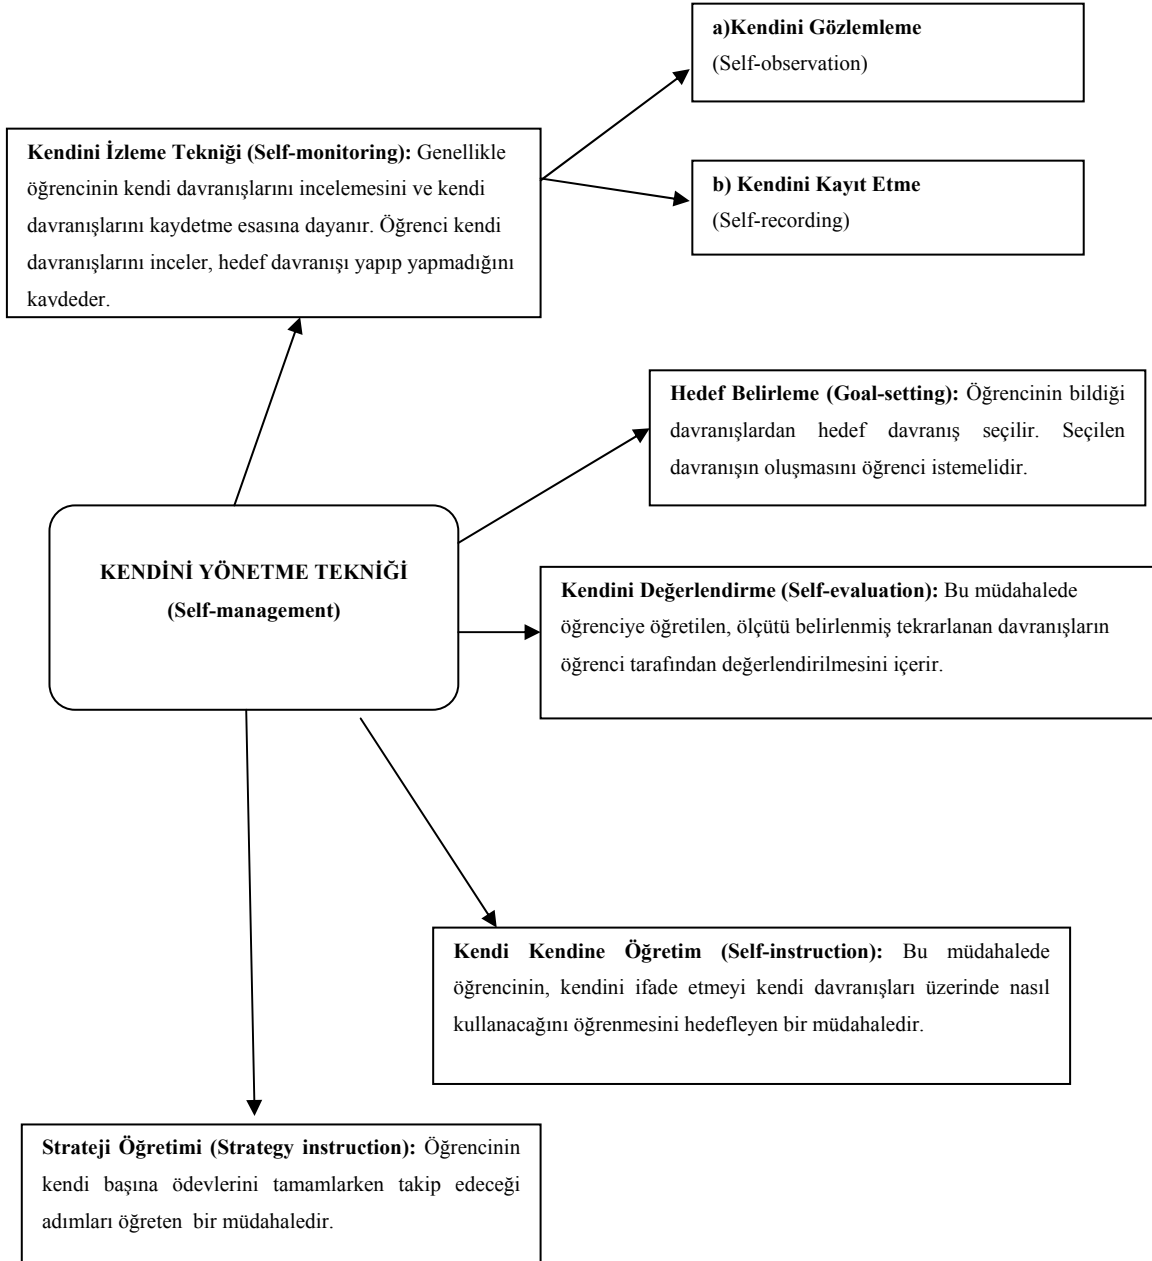 a)Kendini Gözlemleme
(Self-observation)
Kendini İzleme Tekniği (Self-monitoring): Genellikle
öğrencinin kendi davranışlarını incelemesini ve kendi
davranışlarını kaydetme esasına dayanır. Öğrenci kendi
davranışlarını inceler, hedef davranışı yapıp yapmadığını
kaydeder.
b) Kendini Kayıt Etme
(Self-recording)
Hedef Belirleme (Goal-setting): Öğrencinin bildiği
davranışlardan hedef davranış seçilir. Seçilen
davranışın oluşmasını öğrenci istemelidir.
KENDİNİ YÖNETME TEKNİĞİ
(Self-management)
Kendini Değerlendirme (Self-evaluation): Bu müdahalede
öğrenciye öğretilen, ölçütü belirlenmiş tekrarlanan davranışların
öğrenci tarafından değerlendirilmesini içerir.
Kendi Kendine Öğretim (Self-instruction): Bu müdahalede
öğrencinin, kendini ifade etmeyi kendi davranışları üzerinde nasıl
kullanacağını öğrenmesini hedefleyen bir müdahaledir.
Strateji Öğretimi (Strategy instruction): Öğrencinin
kendi başına ödevlerini tamamlarken takip edeceği
adımları öğreten bir müdahaledir.